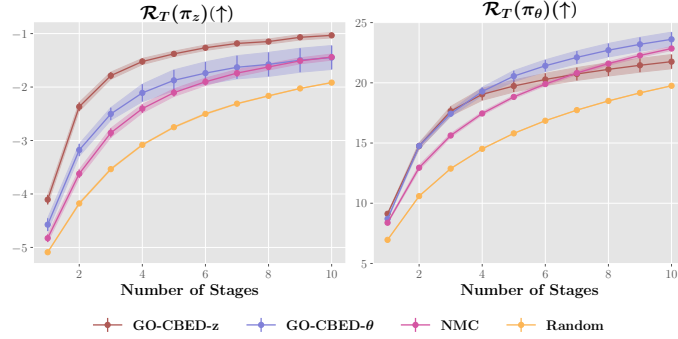 𝓡_T(π_z)(↑)
−1
−2
−3
−4
−5
2 4 6 8 10
Number of Stages
𝓡_T(π_θ)(↑)
25
20
15
10
5
2 4 6 8 10
Number of Stages
GO-CBED-z GO-CBED-θ NMC Random